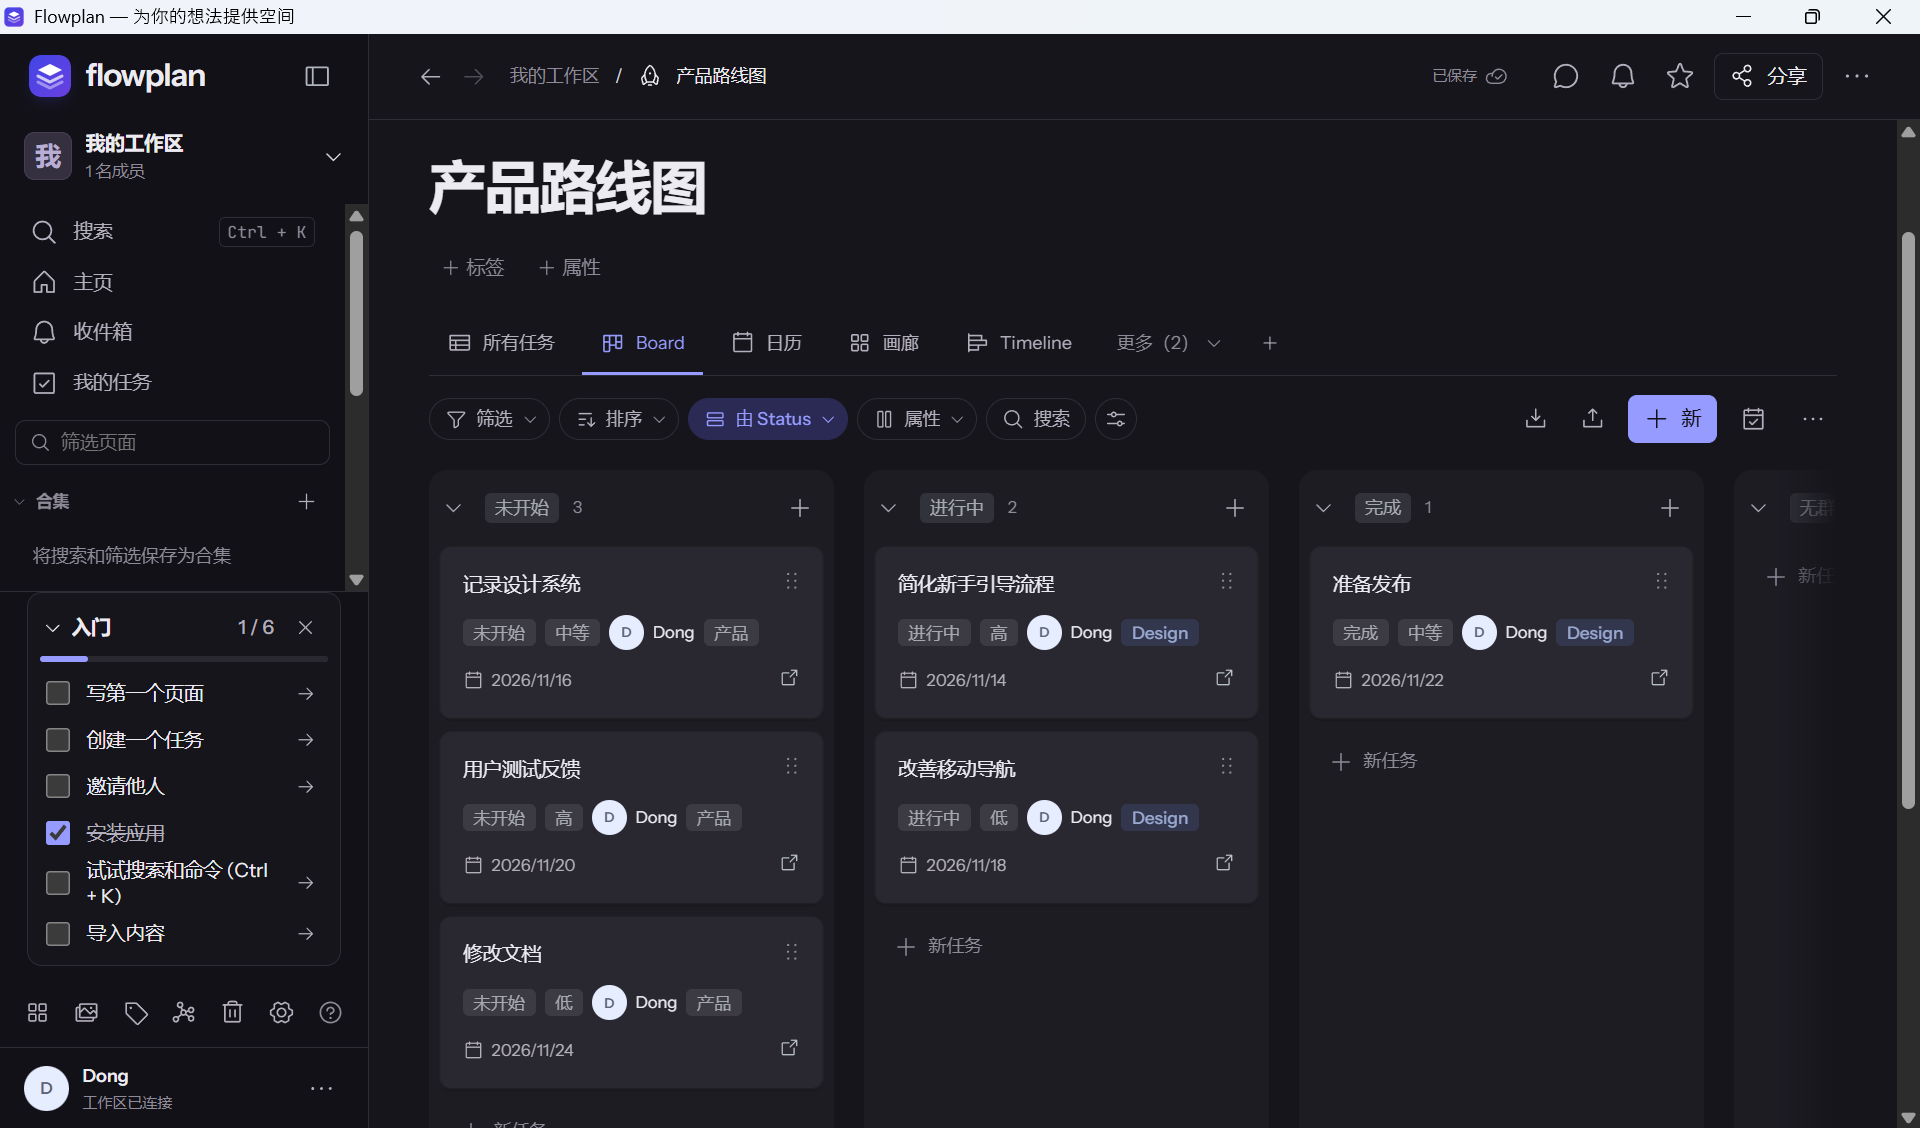 Flowplan — 为你的想法提供空间
flowplan
我
我的工作区
1名成员
搜索
Ctrl + K
主页
收件箱
我的任务
筛选页面
合集
将搜索和筛选保存为合集
入门
1/6
写第一个页面
创建一个任务
邀请他人
安装应用
试试搜索和命令 (Ctrl
+ K)
导入内容
D
Dong
工作区已连接
我的工作区 / 产品路线图
已保存
分享
产品路线图
标签
属性
所有任务
Board
日历
画廊
Timeline
更多 (2)
筛选
排序
由 Status
属性
搜索
新
未开始 3
记录设计系统
未开始 中等 D Dong 产品
2026/11/16
用户测试反馈
未开始 高 D Dong 产品
2026/11/20
修改文档
未开始 低 D Dong 产品
2026/11/24
新任务
进行中 2
简化新手引导流程
进行中 高 D Dong Design
2026/11/14
改善移动导航
进行中 低 D Dong Design
2026/11/18
新任务
完成 1
准备发布
完成 中等 D Dong Design
2026/11/22
新任务
无群
新任